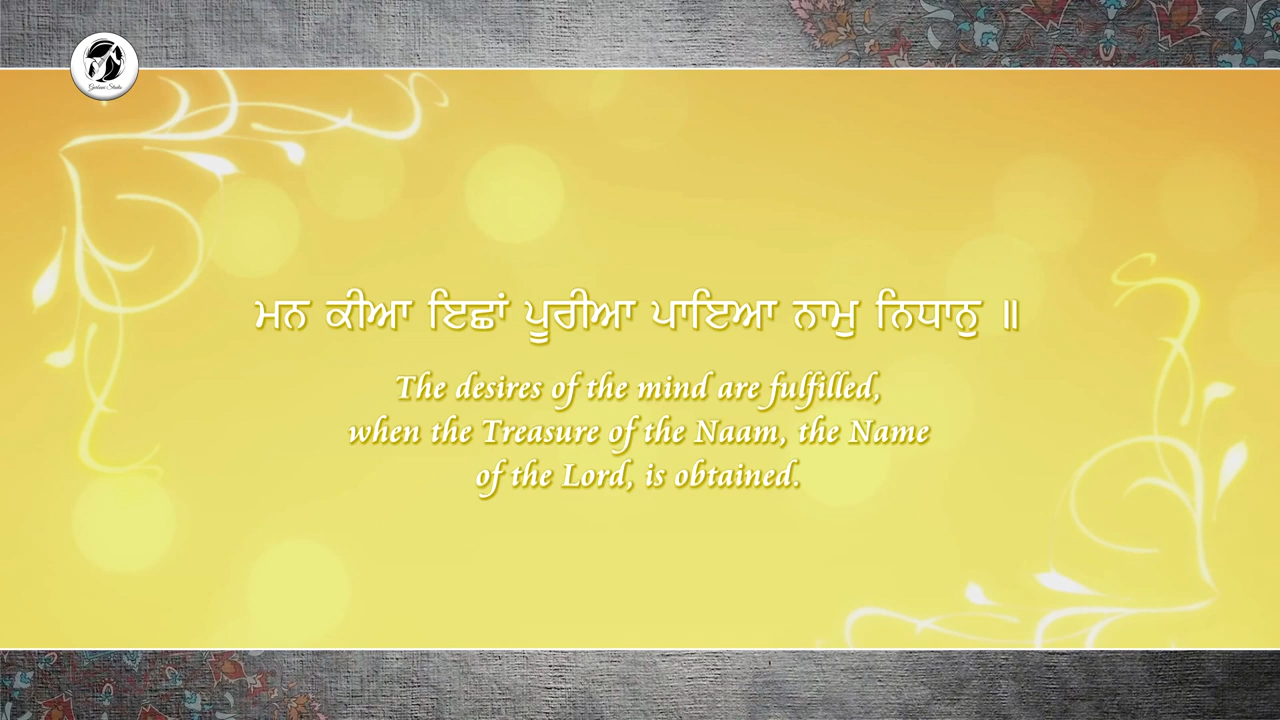 ਮਨ ਕੀਆ ਇਛਾਂ ਪੂਰੀਆ ਪਾਇਆ ਨਾਮੁ ਨਿਧਾਨੁ ॥
The desires of the mind are fulfilled,
when the Treasure of the Naam, the Name
of the Lord, is obtained.